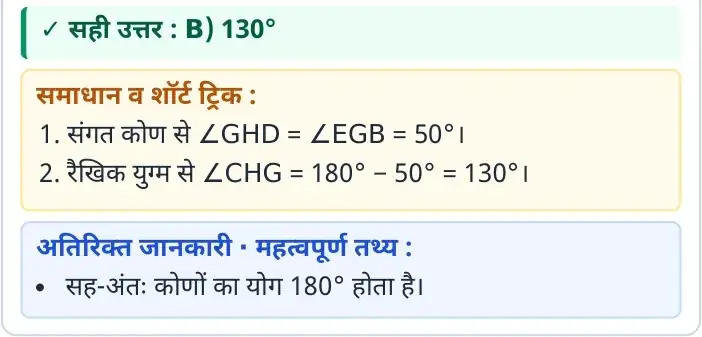 ✓ सही उत्तर : B) 130°
समाधान व शॉर्ट ट्रिक :
1. संगत कोण से ∠GHD = ∠EGB = 50°।
2. रैखिक युग्म से ∠CHG = 180° − 50° = 130°।
अतिरिक्त जानकारी · महत्वपूर्ण तथ्य :
• सह-अंतः कोणों का योग 180° होता है।